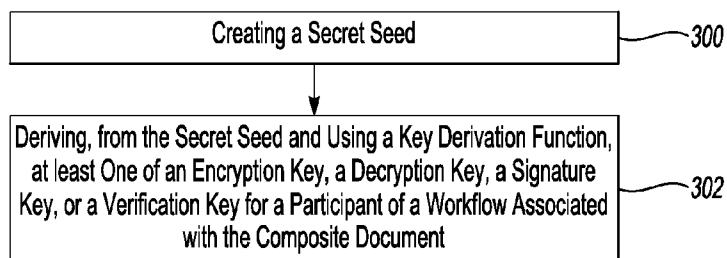 Creating a Secret Seed
300
Deriving, from the Secret Seed and Using a Key Derivation Function,
at least One of an Encryption Key, a Decryption Key, a Signature
Key, or a Verification Key for a Participant of a Workflow Associated
with the Composite Document
302